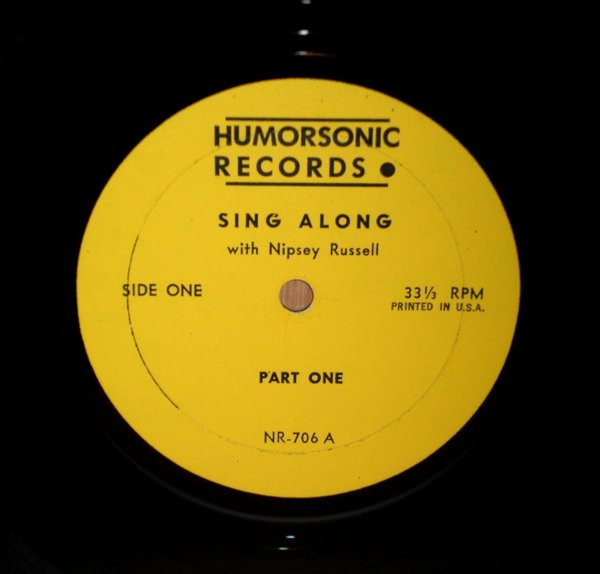 HUMORSONIC
RECORDS ●
SING ALONG
with Nipsey Russell
SIDE ONE
33⅓ RPM
PRINTED IN U.S.A.
PART ONE
NR-706 A